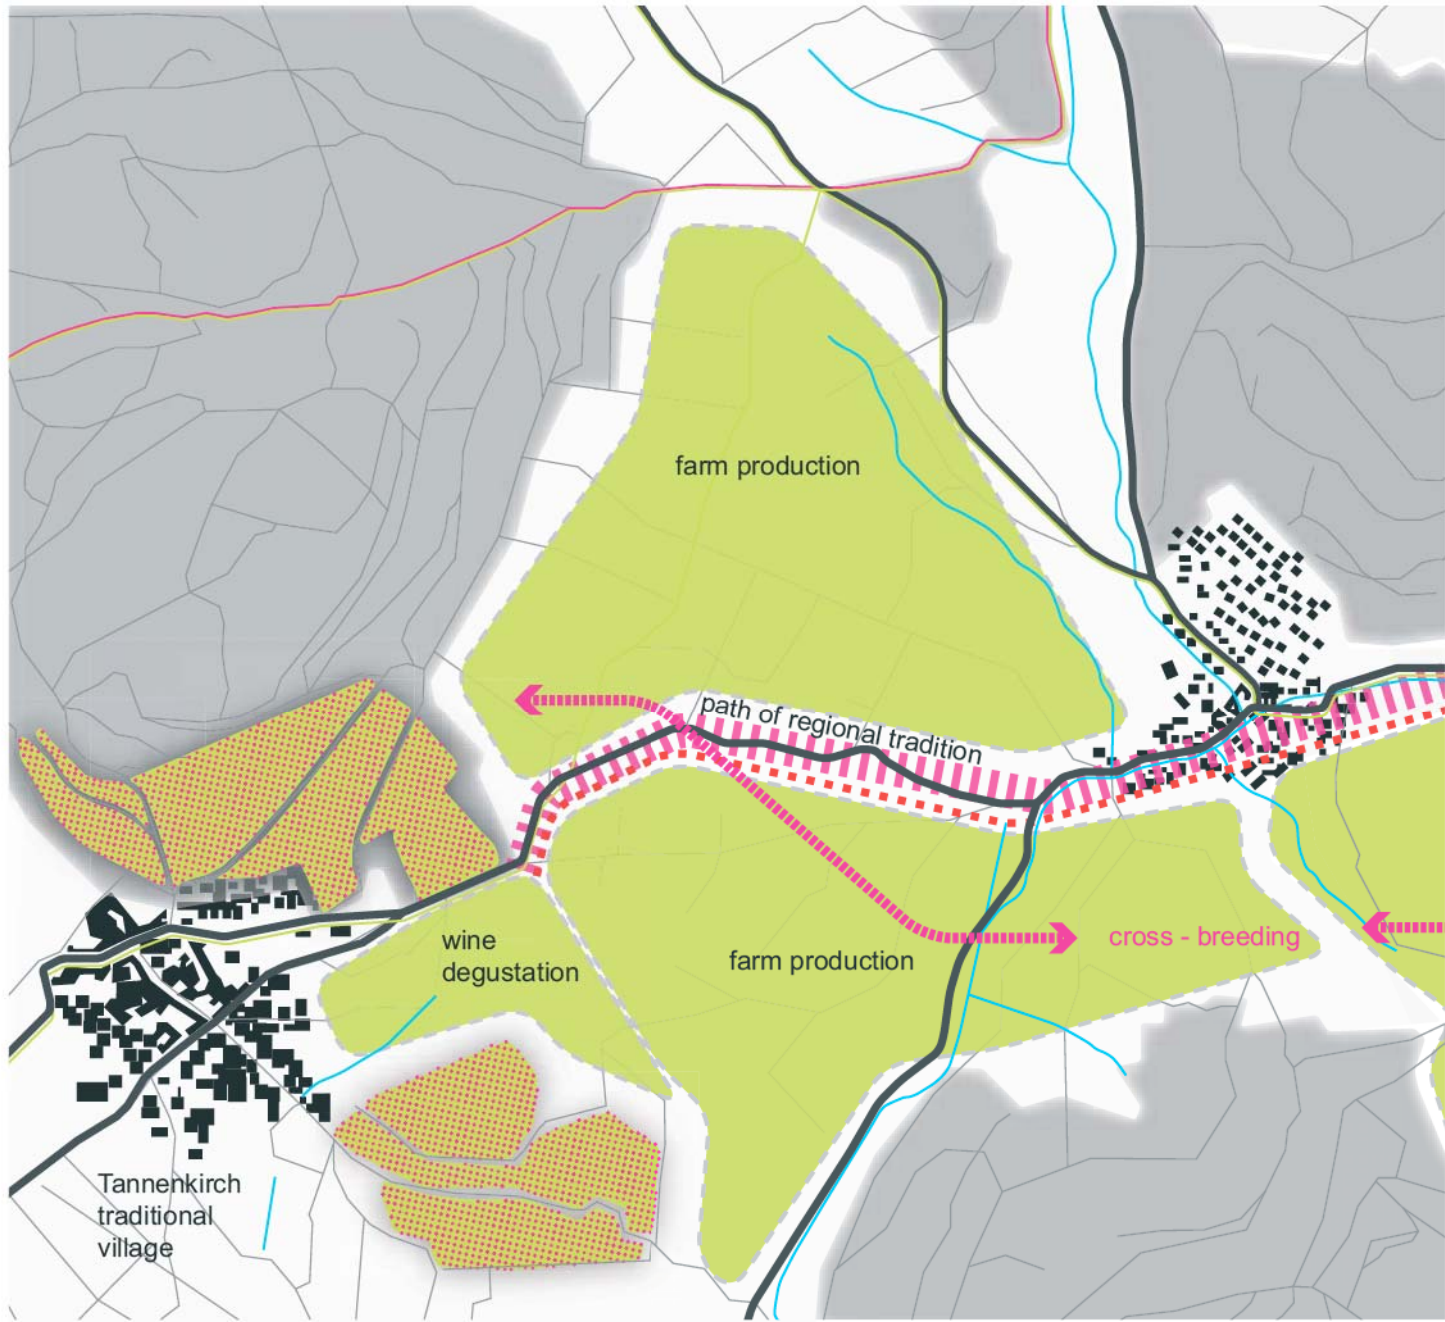 farm production
path of regional tradition
wine
degustation
farm production
cross - breeding
Tannenkirch
traditional
village